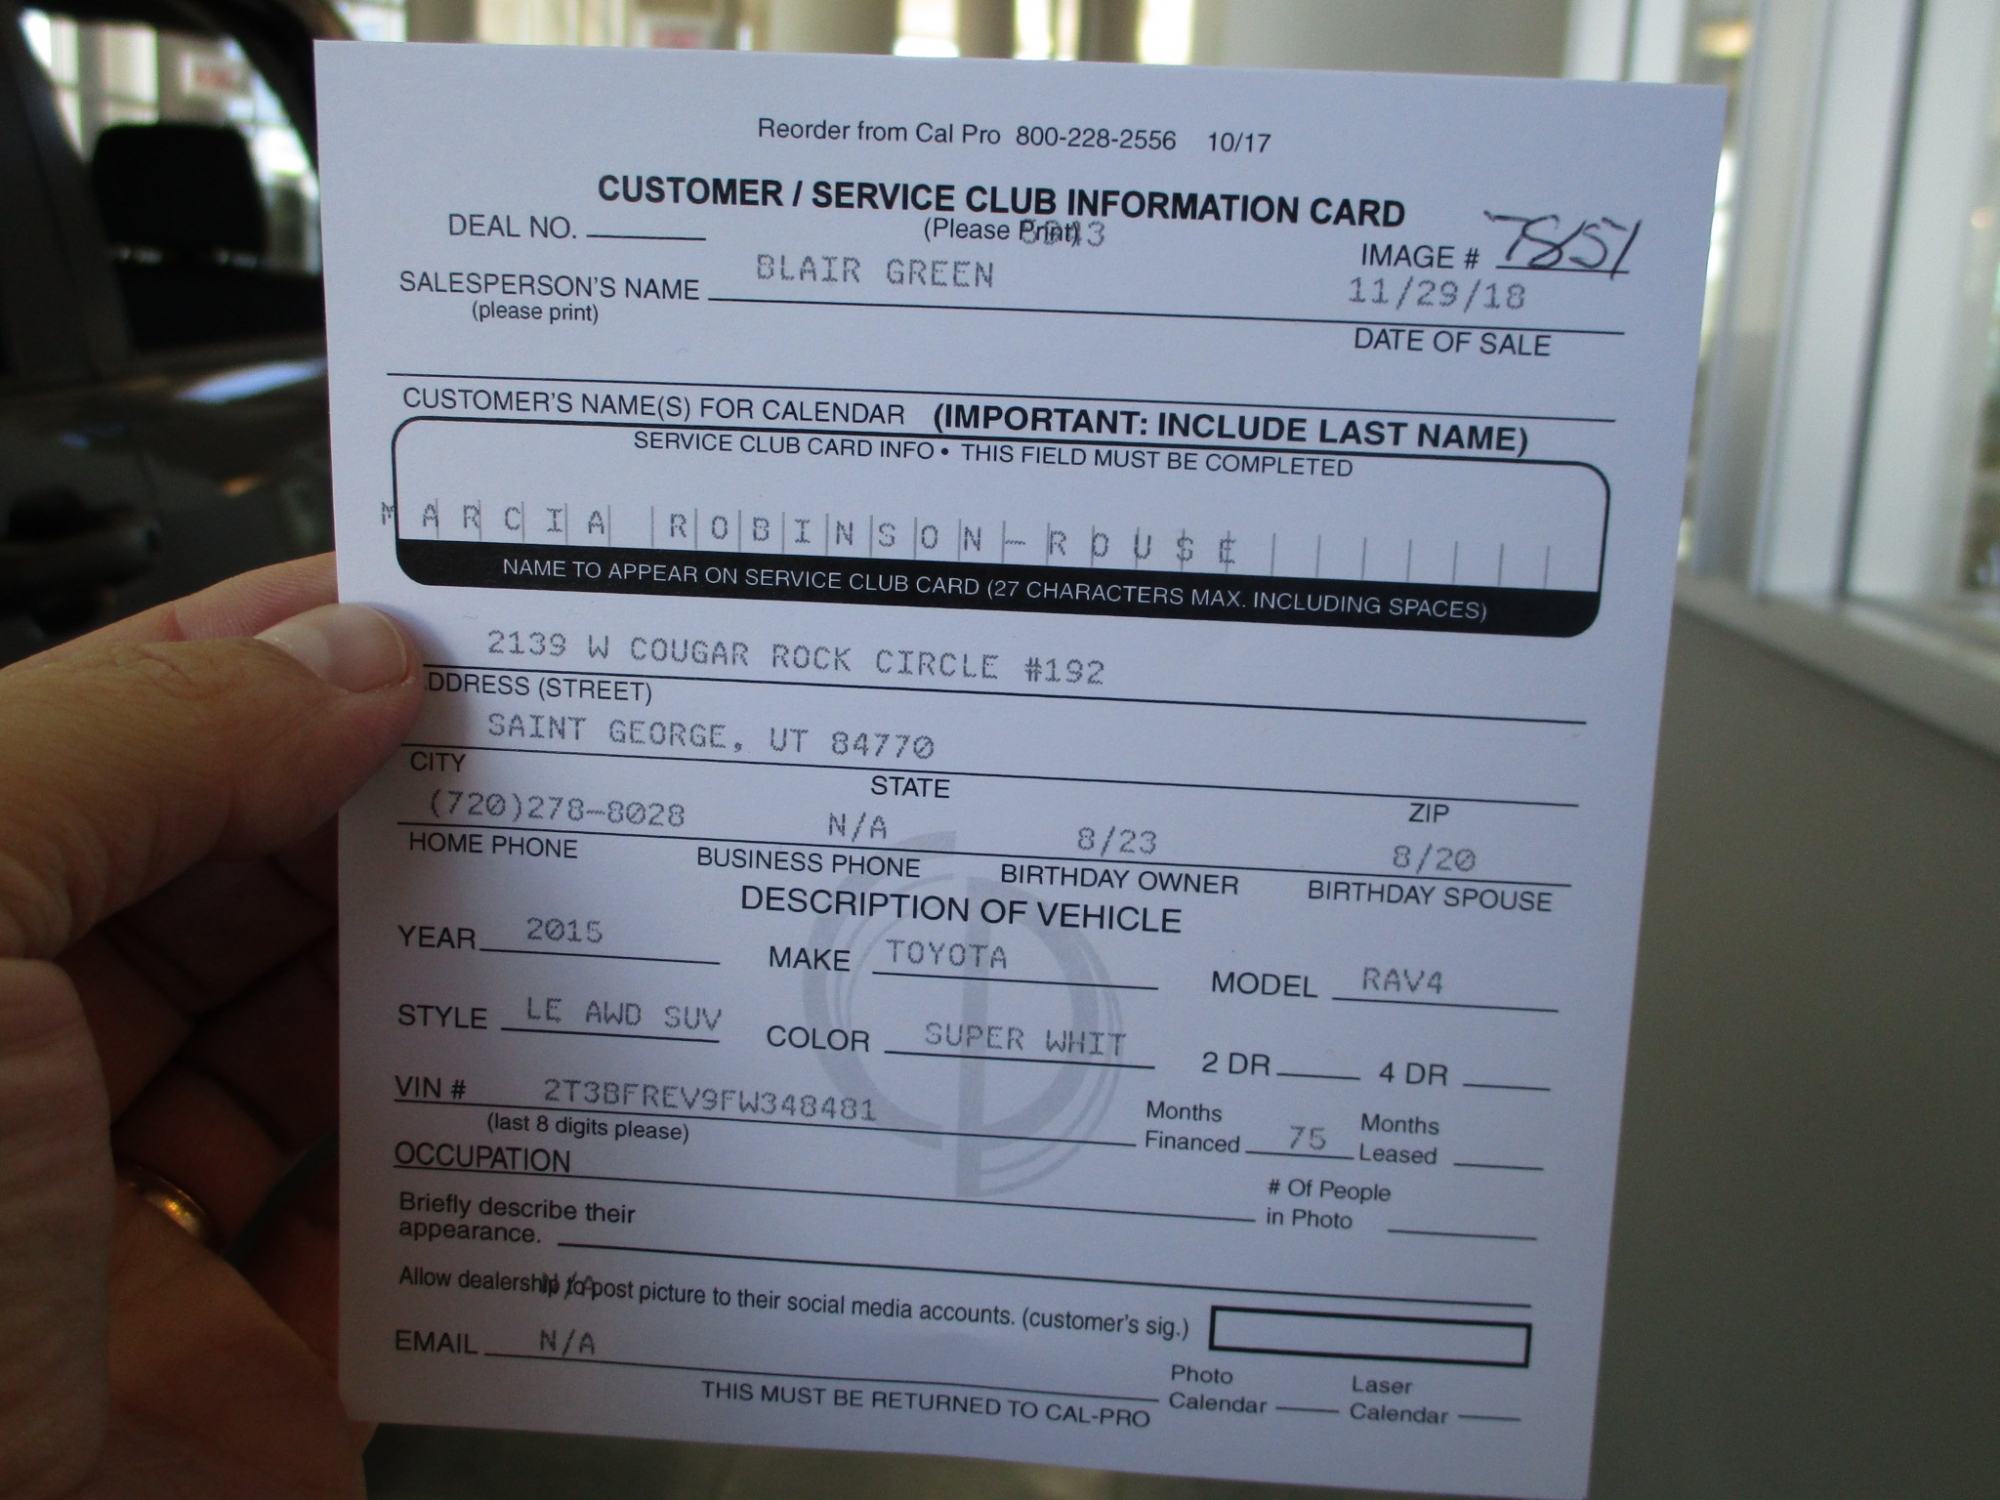 Reorder from Cal Pro 800-228-2556 10/17
CUSTOMER / SERVICE CLUB INFORMATION CARD
(Please Print)
DEAL NO.
IMAGE #
BLAIR GREEN
11/29/18
SALESPERSON'S NAME
(please print)
DATE OF SALE
CUSTOMER'S NAME(S) FOR CALENDAR (IMPORTANT: INCLUDE LAST NAME)
SERVICE CLUB CARD INFO • THIS FIELD MUST BE COMPLETED
MARCIA ROBINSON-ROUSE
NAME TO APPEAR ON SERVICE CLUB CARD (27 CHARACTERS MAX. INCLUDING SPACES)
2139 W COUGAR ROCK CIRCLE #192
DDRESS (STREET)
SAINT GEORGE, UT 84770
CITY STATE ZIP
(720)278-8028 N/A 8/23 8/20
HOME PHONE BUSINESS PHONE BIRTHDAY OWNER BIRTHDAY SPOUSE
DESCRIPTION OF VEHICLE
YEAR 2015 MAKE TOYOTA MODEL RAV4
STYLE LE AWD SUV COLOR SUPER WHIT 2 DR 4 DR
VIN # 2T3BFREV9FW348481
(last 8 digits please)
Months Financed 75 Months Leased
OCCUPATION
# Of People in Photo
Briefly describe their
appearance.
N/A
Allow dealership to post picture to their social media accounts. (customer's sig.)
EMAIL N/A
Photo Calendar Laser Calendar
THIS MUST BE RETURNED TO CAL-PRO